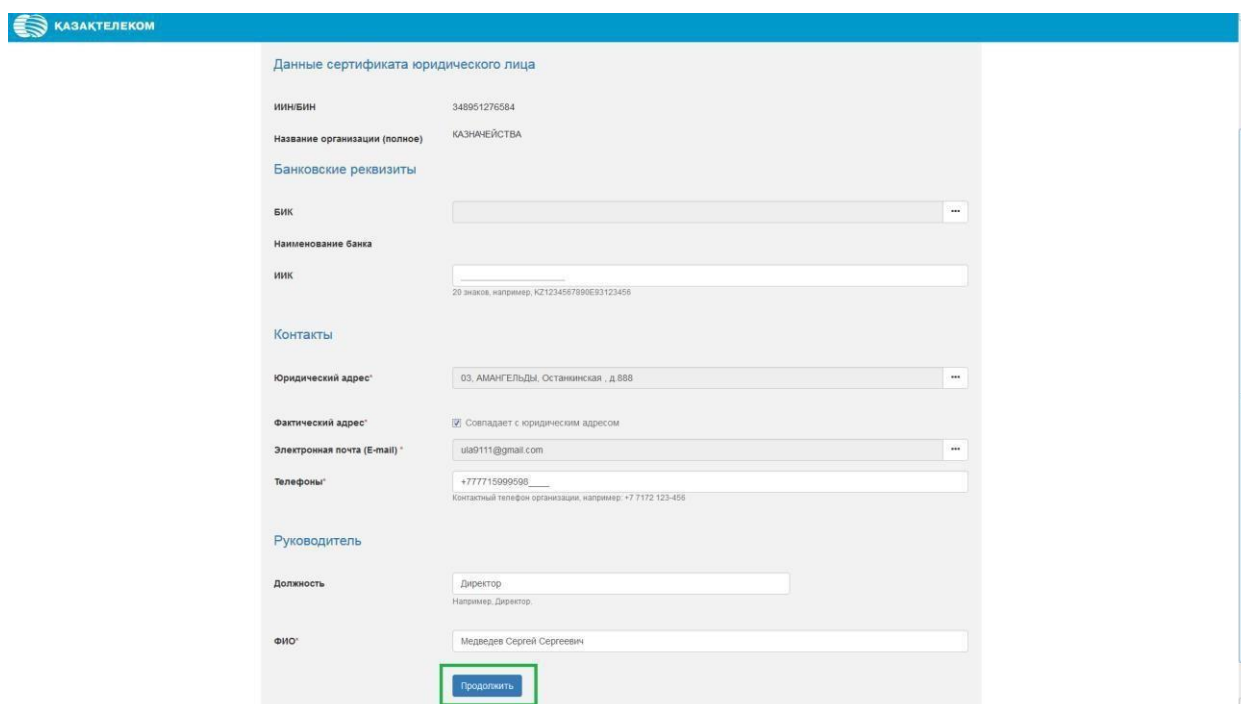 ҚАЗАҚТЕЛЕКОМ
Данные сертификата юридического лица
ИИН/БИН 348951276584
Название организации (полное) КАЗНАЧЕЙСТВА
Банковские реквизиты
БИК ...
Наименование банка
ИИК ____________________
20 знаков, например, KZ1234567890E93123456
Контакты
Юридический адрес* 03, АМАНГЕЛЬДЫ, Останкинская , д.888 ...
Фактический адрес* Совпадает с юридическим адресом
Электронная почта (E-mail) * ula9111@gmail.com ...
Телефоны* +777715999598____
Контактный телефон организации, например: +7 7172 123-456
Руководитель
Должность Директор
Например, Директор.
ФИО* Медведев Сергей Сергеевич
Продолжить